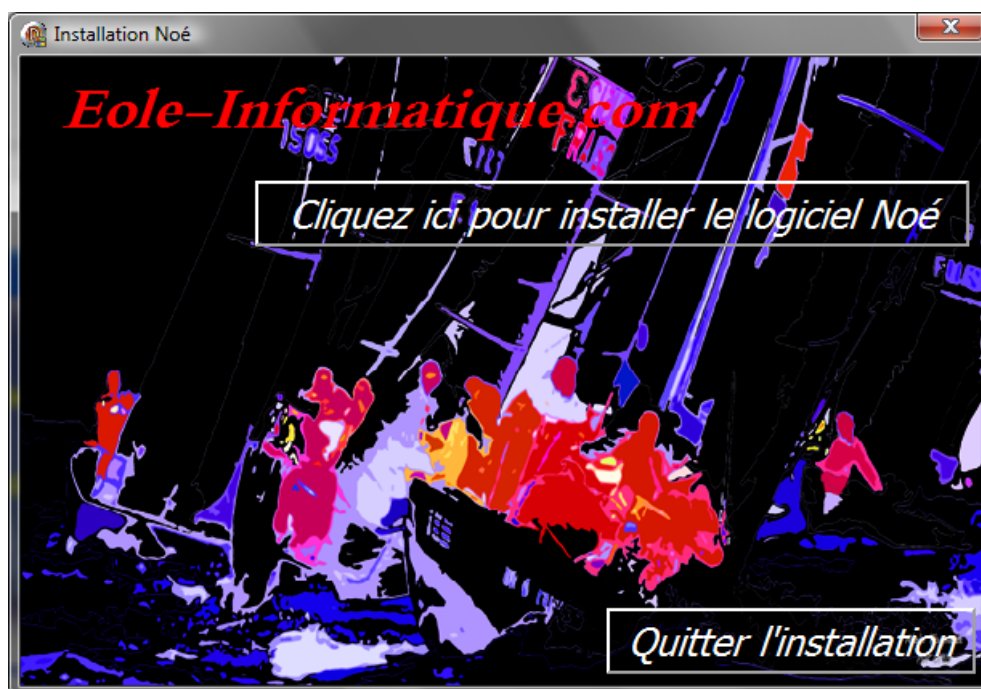 Installation Noé
Eole-Informatique.com
Cliquez ici pour installer le logiciel Noé
Quitter l'installation